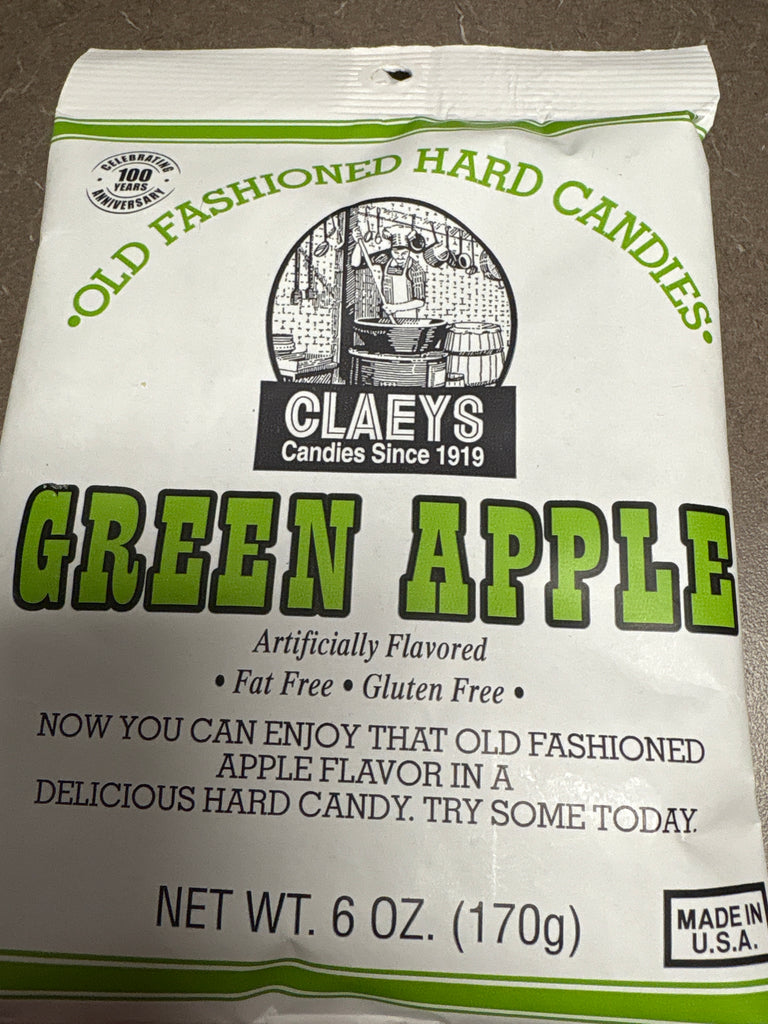 CELEBRATING
100
YEARS
ANNIVERSARY
•OLD FASHIONED HARD CANDIES•
CLAEYS
Candies Since 1919
GREEN APPLE
Artificially Flavored
• Fat Free • Gluten Free •
NOW YOU CAN ENJOY THAT OLD FASHIONED
APPLE FLAVOR IN A
DELICIOUS HARD CANDY. TRY SOME TODAY.
NET WT. 6 OZ. (170g)
MADE IN
U.S.A.